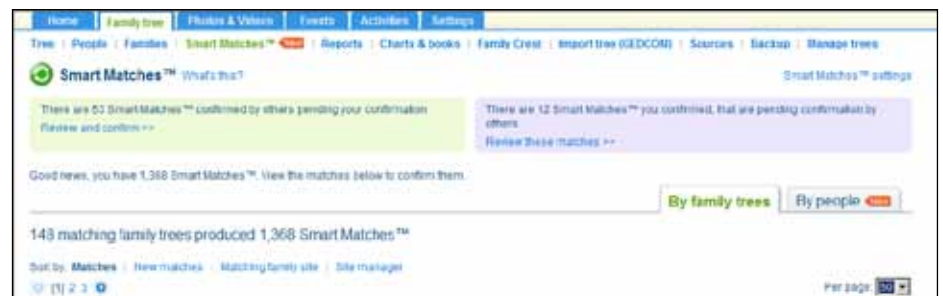 Home Family tree Photos & Videos Events Activities Settings
Tree | People | Families | Smart Matches™ | Reports | Charts & books | Family Crest | Import tree (GEDCOM) | Sources | Backup | Manage trees
Smart Matches™ What's this? Smart Matches™ settings
There are 53 Smart Matches™ confirmed by others pending your confirmation
Review and confirm >>
There are 12 Smart Matches™ you confirmed, that are pending confirmation by
others
Review these matches >>
Good news, you have 1,368 Smart Matches™. View the matches below to confirm them.
By family trees By people
143 matching family trees produced 1,368 Smart Matches™
Sort by: Matches | New matches | Matching family site | Site manager
[1] 2 3 Per page: